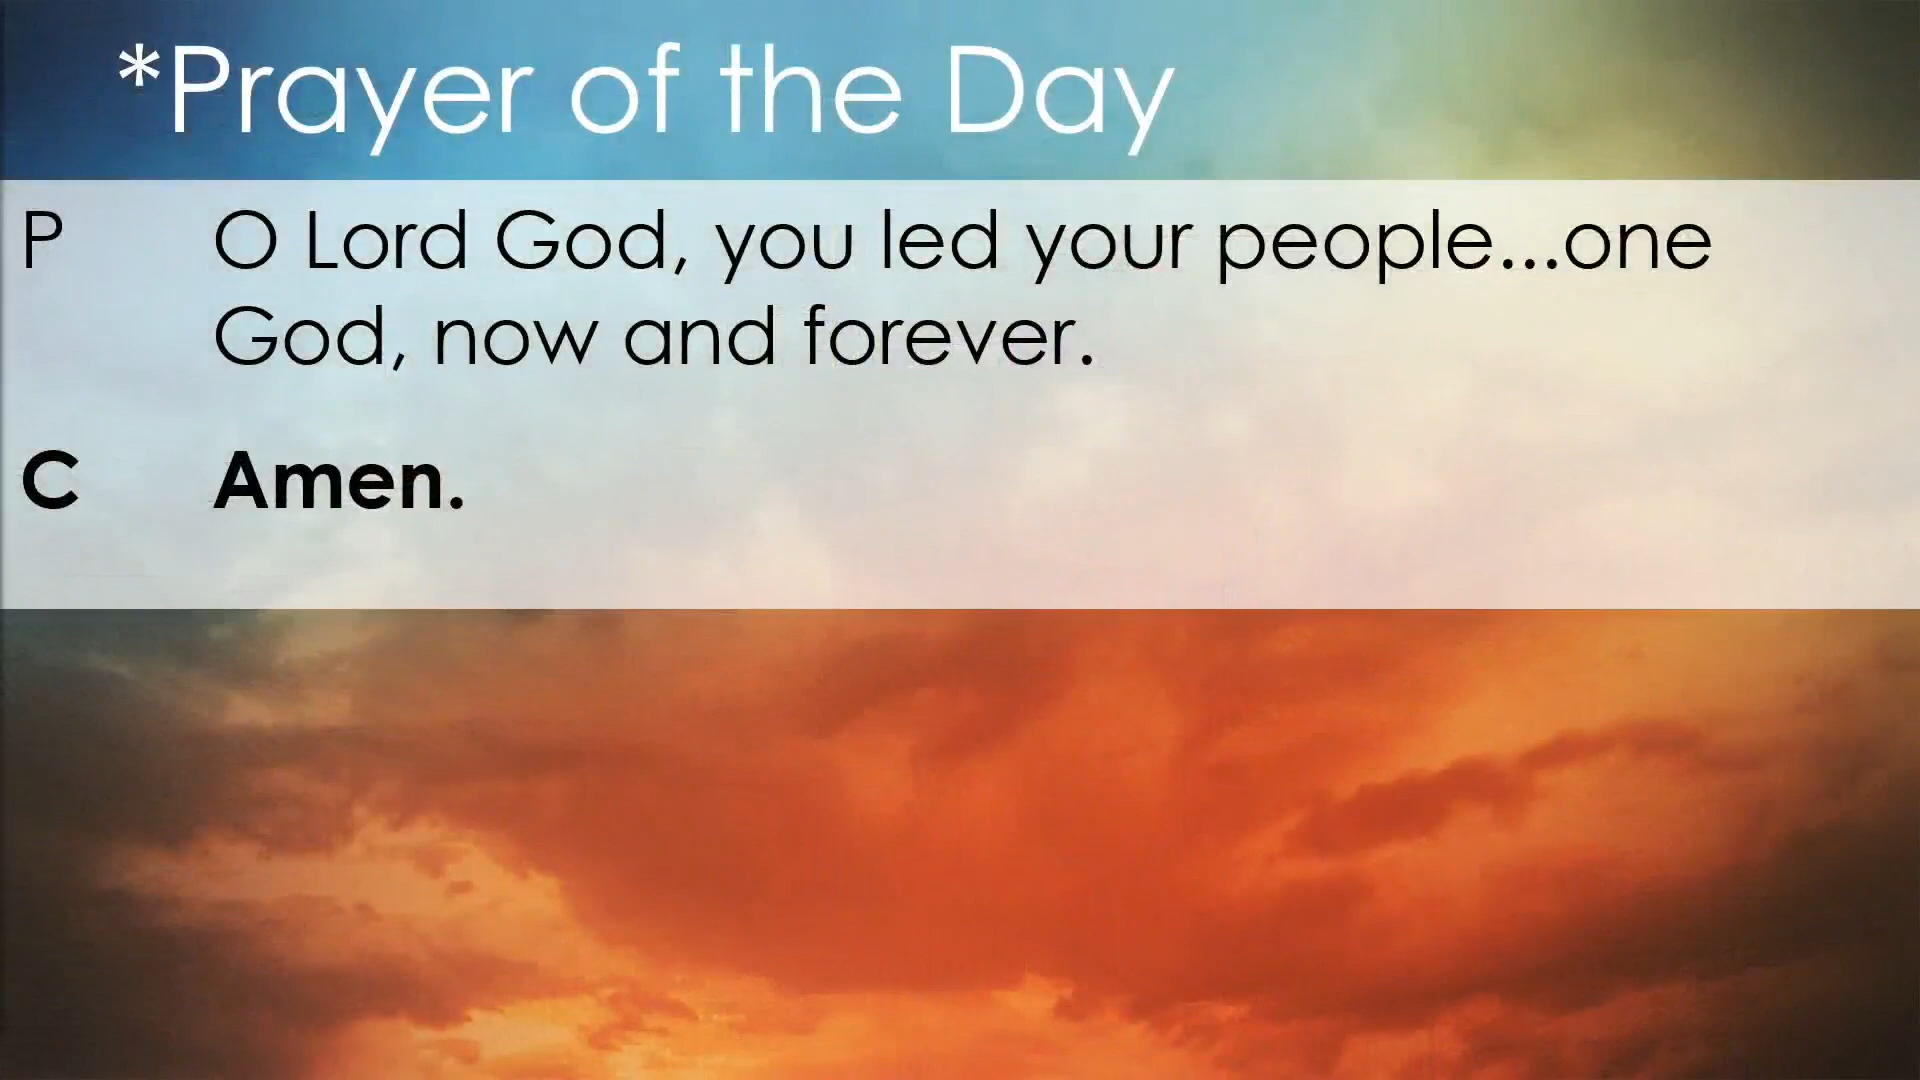 *Prayer of the Day
P O Lord God, you led your people...one
God, now and forever.
C Amen.